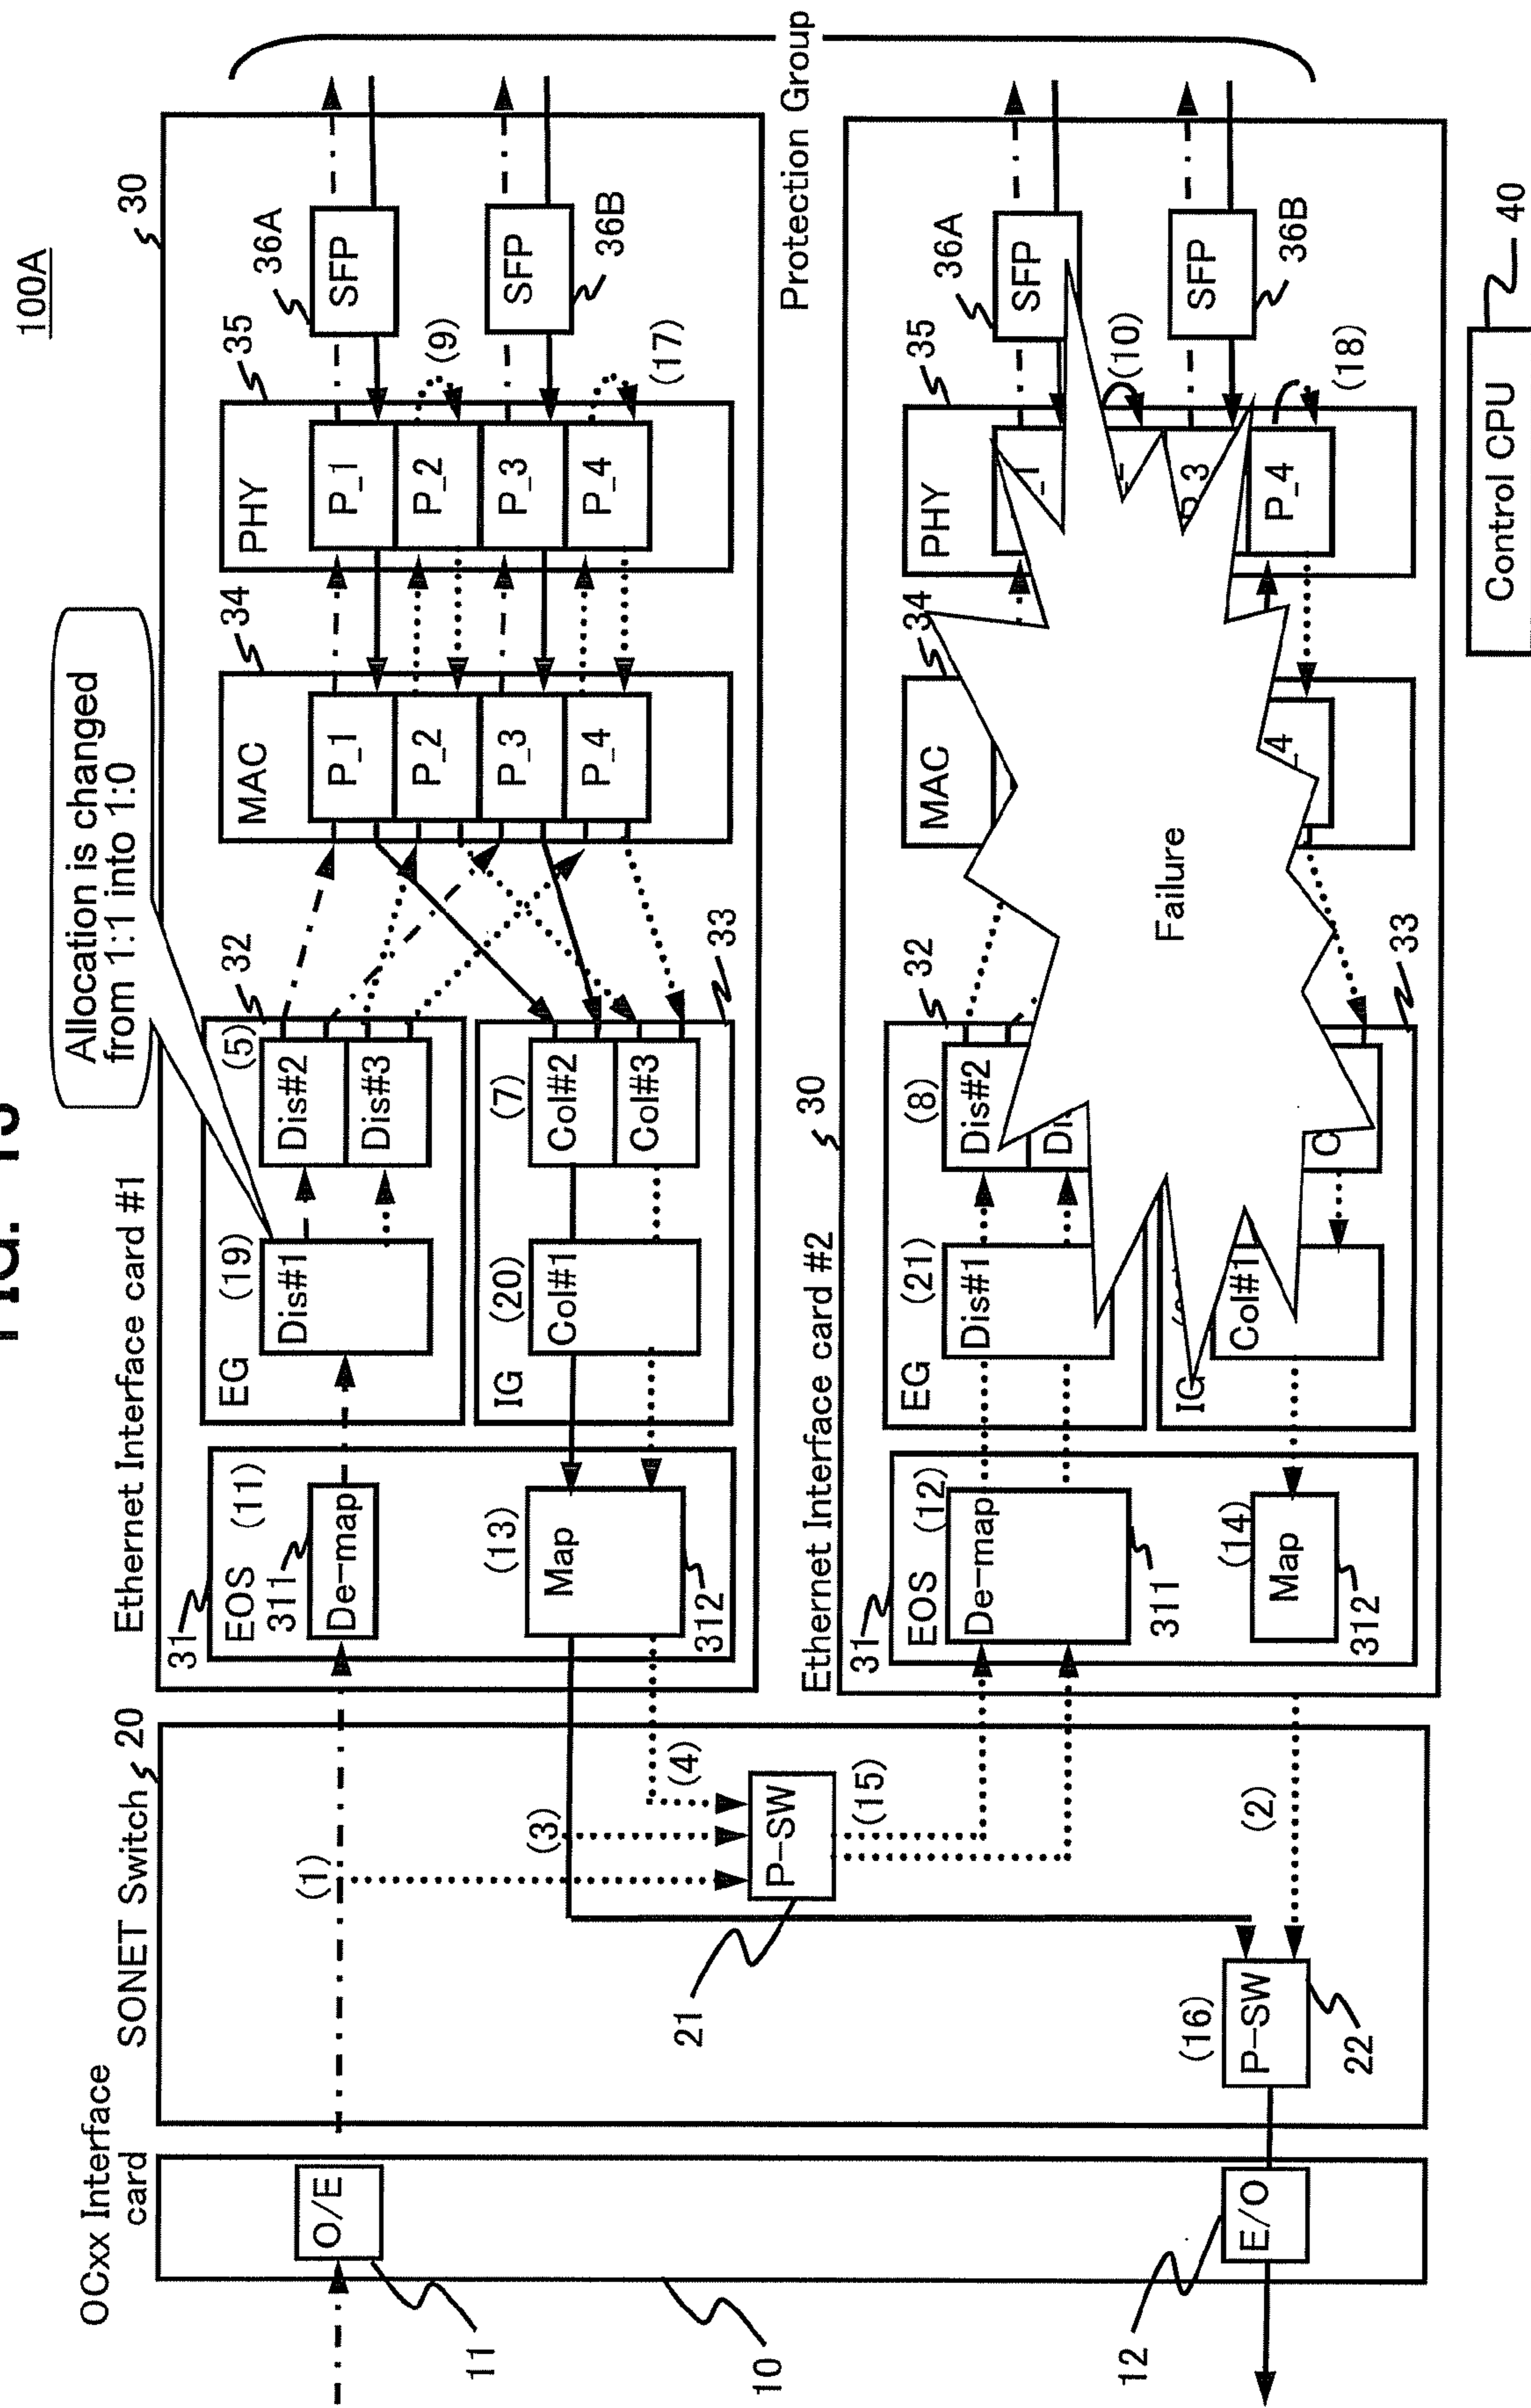 100A
Allocation is changed
from 1:1 into 1:0
OCxx Interface
card
O/E
11
10
E/O
12
SONET Switch
20
(1)
(3)
(4)
P-SW
21
(15)
(2)
(16)
P-SW
22
Ethernet Interface card #1
30
31
EOS
(11)
311
De-map
(13)
Map
312
EG
(19)
Dis#1
(5)
32
Dis#2
Dis#3
IG
(20)
Col#1
(7)
Col#2
Col#3
33
MAC
34
P_1
P_2
P_3
P_4
PHY
35
P_1
P_2
P_3
P_4
(9)
(17)
36A
SFP
SFP
36B
Protection Group
Ethernet Interface card #2
30
31
EOS
(12)
De-map
311
(14)
Map
312
EG
(21)
Dis#1
(8)
32
Dis#2
IG
Col#1
33
Failure
MAC
34
PHY
35
P_4
(10)
(18)
36A
SFP
SFP
36B
Control CPU
40